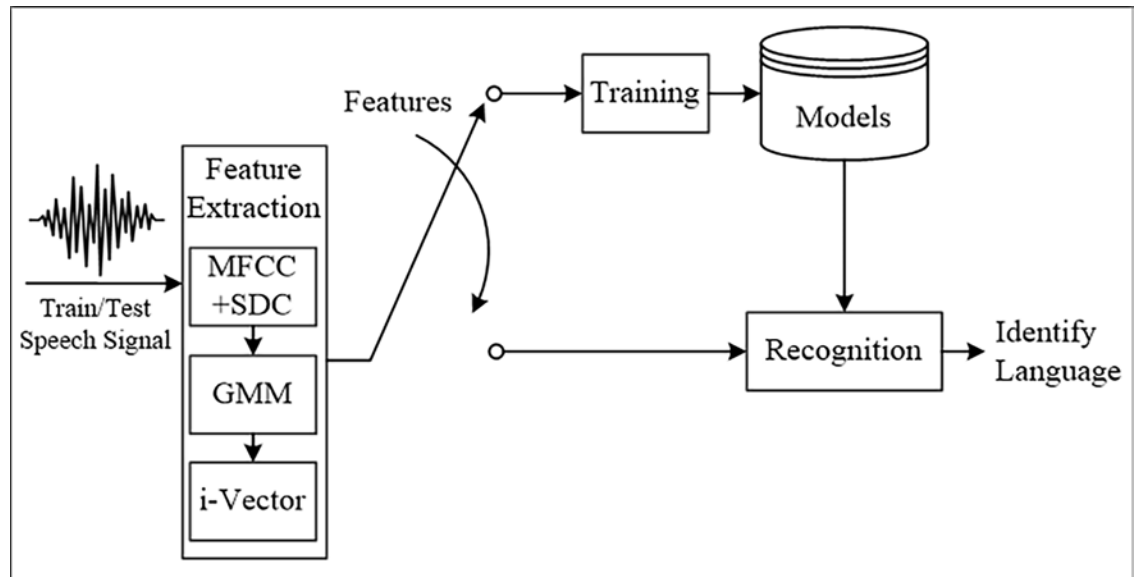 Train/Test
Speech Signal
Feature
Extraction
MFCC
+SDC
GMM
i-Vector
Features
Training
Models
Recognition
Identify
Language